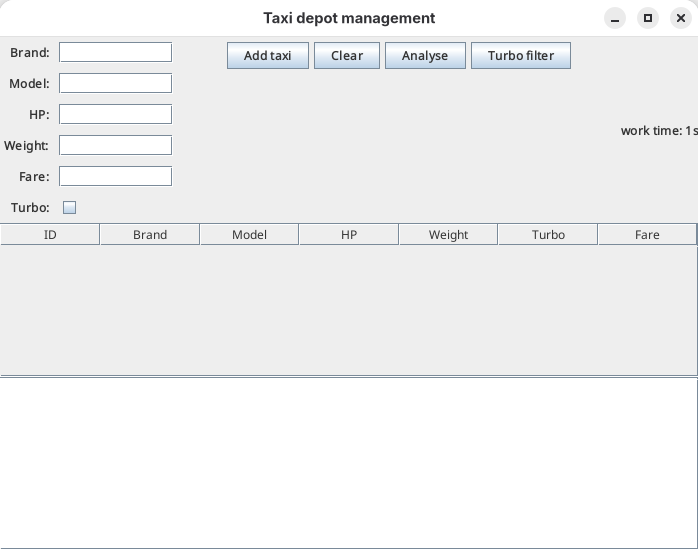 Taxi depot management
Brand:
Add taxi Clear Analyse Turbo filter
Model:
HP:
work time: 1s
Weight:
Fare:
Turbo:
ID Brand Model HP Weight Turbo Fare